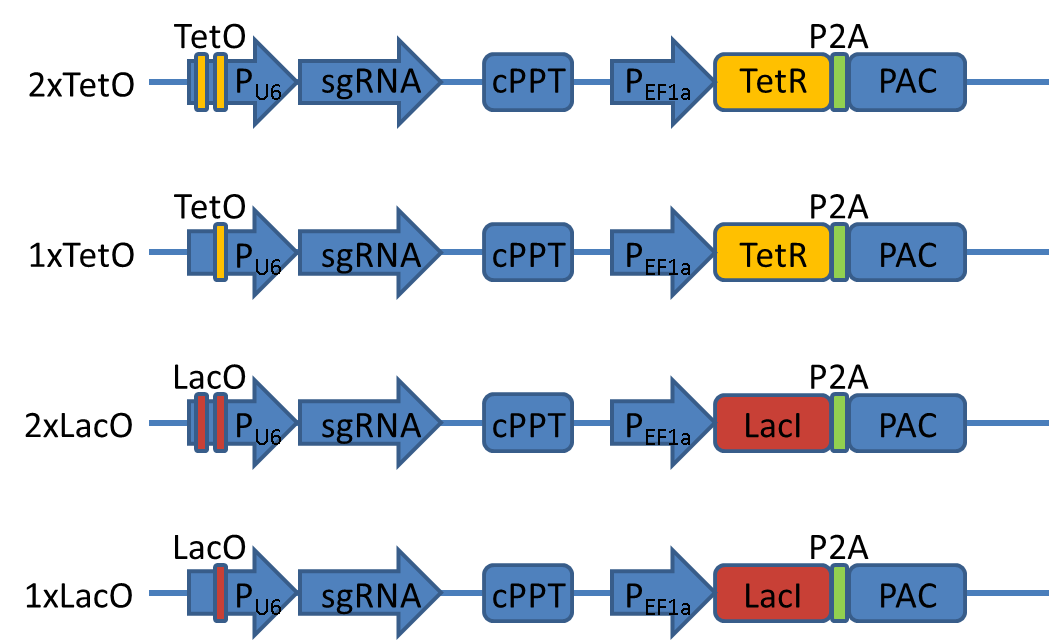 TetO P2A
2xTetO PU6 sgRNA cPPT PEF1a TetR PAC
TetO P2A
1xTetO PU6 sgRNA cPPT PEF1a TetR PAC
LacO P2A
2xLacO PU6 sgRNA cPPT PEF1a LacI PAC
LacO P2A
1xLacO PU6 sgRNA cPPT PEF1a LacI PAC